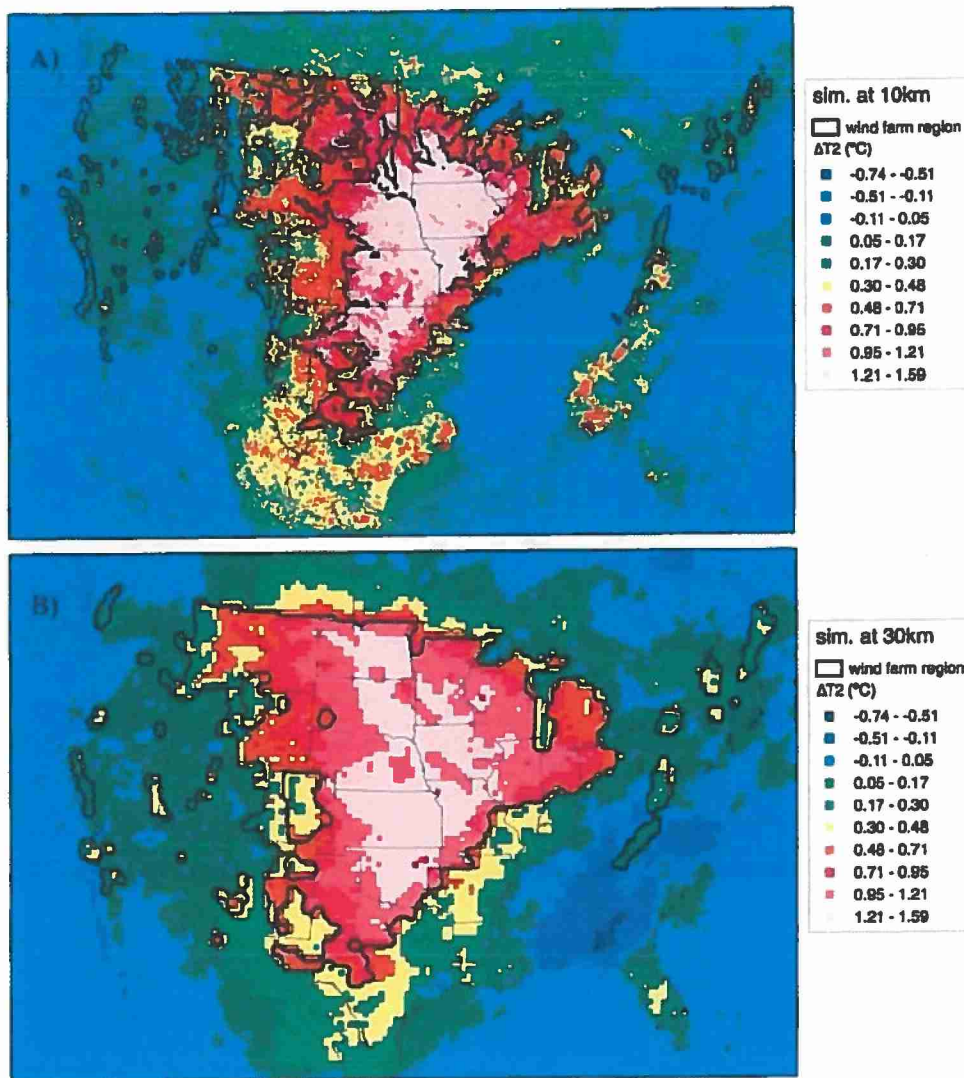 A)
sim. at 10km
wind farm region
ΔT2 (°C)
-0.74 - -0.51
-0.51 - -0.11
-0.11 - 0.05
0.05 - 0.17
0.17 - 0.30
0.30 - 0.48
0.48 - 0.71
0.71 - 0.95
0.95 - 1.21
1.21 - 1.59
B)
sim. at 30km
wind farm region
ΔT2 (°C)
-0.74 - -0.51
-0.51 - -0.11
-0.11 - 0.05
0.05 - 0.17
0.17 - 0.30
0.30 - 0.48
0.48 - 0.71
0.71 - 0.95
0.95 - 1.21
1.21 - 1.59